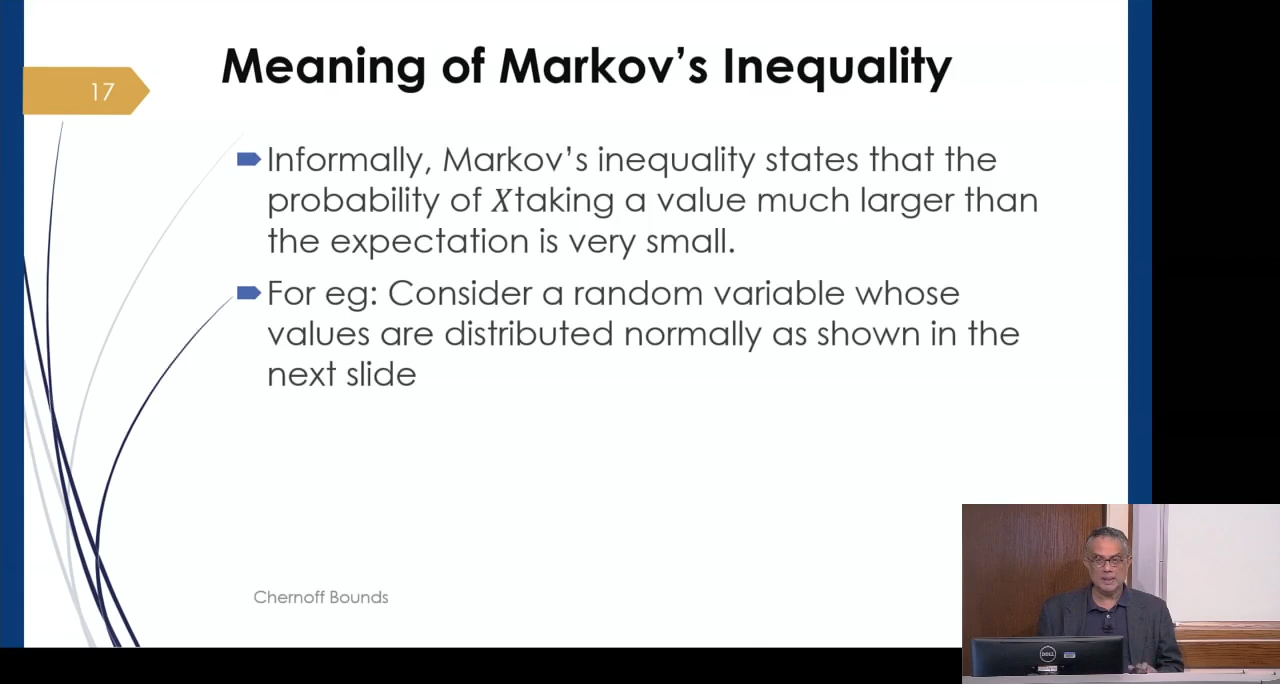 Meaning of Markov's Inequality
17
Informally, Markov's inequality states that the
probability of X taking a value much larger than
the expectation is very small.
For eg: Consider a random variable whose
values are distributed normally as shown in the
next slide
Chernoff Bounds
DELL